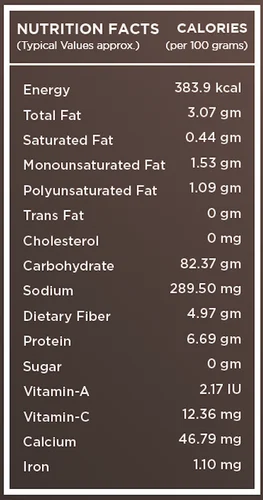 NUTRITION FACTS CALORIES
(Typical Values approx.) (per 100 grams)
Energy 383.9 kcal
Total Fat 3.07 gm
Saturated Fat 0.44 gm
Monounsaturated Fat 1.53 gm
Polyunsaturated Fat 1.09 gm
Trans Fat 0 gm
Cholesterol 0 mg
Carbohydrate 82.37 gm
Sodium 289.50 mg
Dietary Fiber 4.97 gm
Protein 6.69 gm
Sugar 0 gm
Vitamin-A 2.17 IU
Vitamin-C 12.36 mg
Calcium 46.79 mg
Iron 1.10 mg